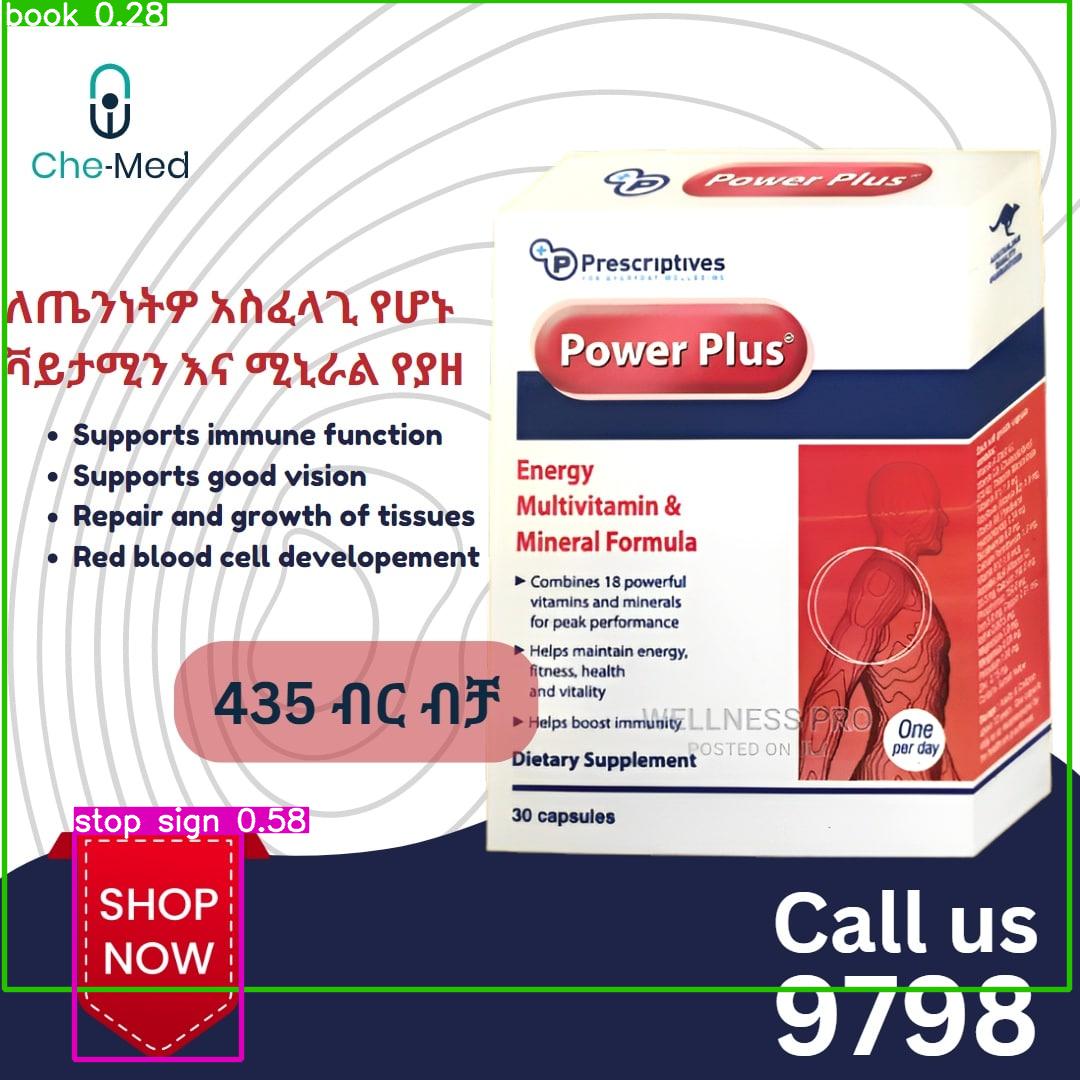 book 0.28
Che-Med
ለጤንነትዎ አስፈላጊ የሆኑ
ቫይታሚን እና ሚኒራል የያዘ
• Supports immune function
• Supports good vision
• Repair and growth of tissues
• Red blood cell developement
435 ብር ብቻ
Power Plus
Prescriptives
Power Plus
Energy
Multivitamin &
Mineral Formula
Combines 18 powerful
vitamins and minerals
for peak performance
Helps maintain energy,
fitness, health
and vitality
Helps boost immunity
WELLNESS PRO
POSTED ON
Dietary Supplement
One
per day
30 capsules
stop sign 0.58
SHOP
NOW
Call us
9798